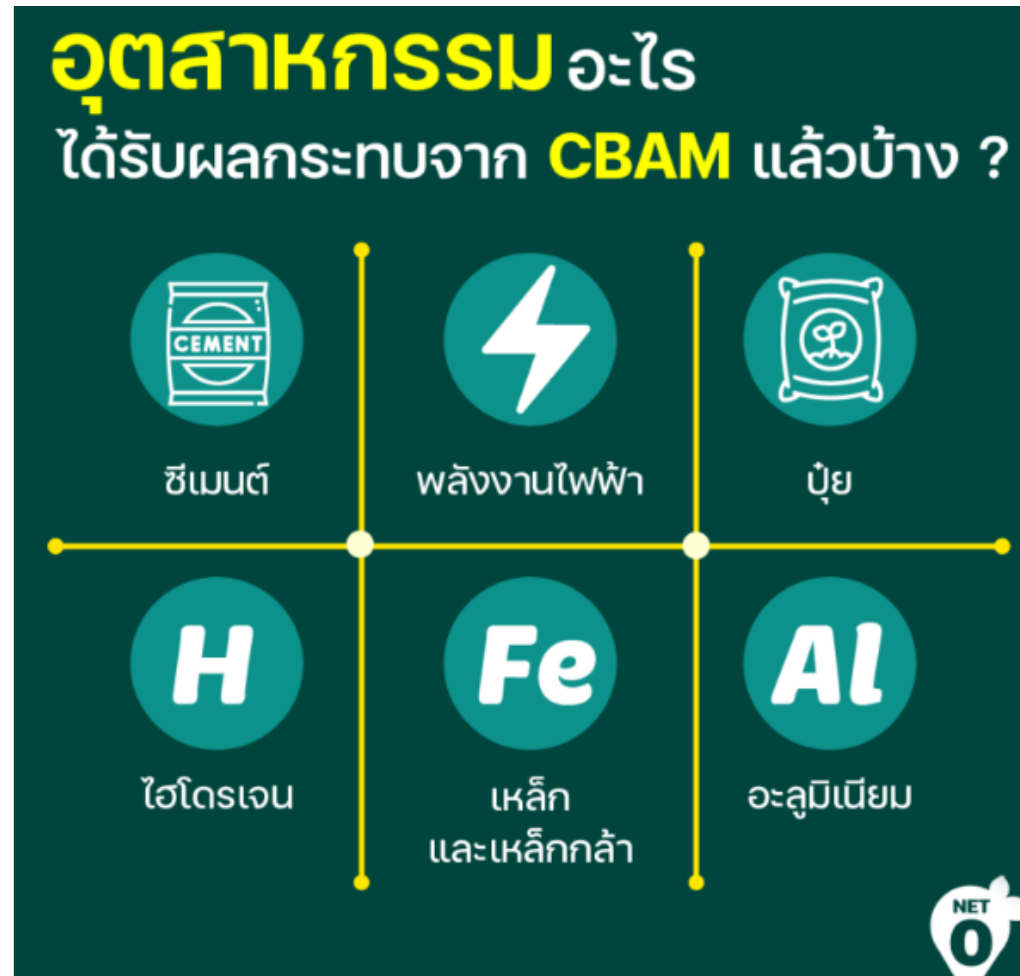 อุตสาหกรรม อะไร
ได้รับผลกระทบจาก CBAM แล้วบ้าง ?
CEMENT
ซีเมนต์
พลังงานไฟฟ้า
ปุ๋ย
H
Fe
Al
ไฮโดรเจน
เหล็ก
และเหล็กกล้า
อะลูมิเนียม
NET
0